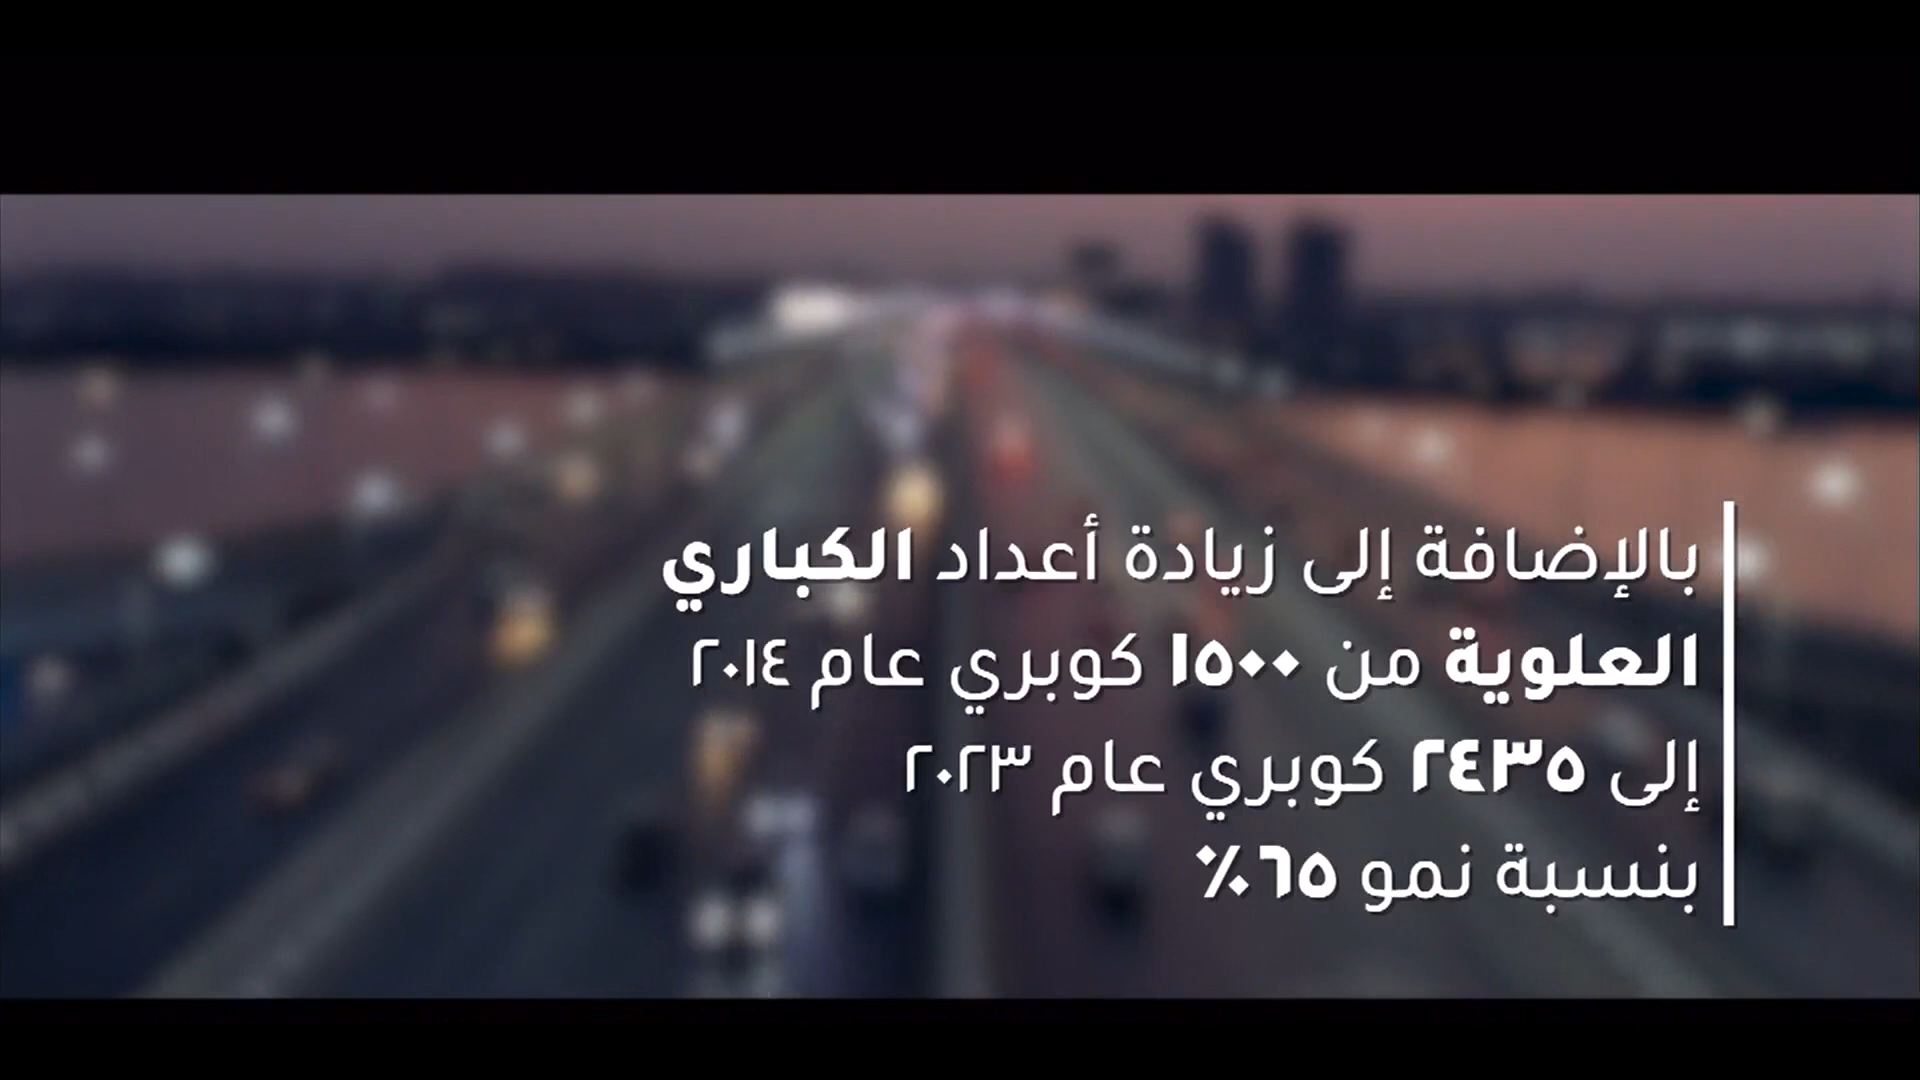 بالإضافة إلى زيادة أعداد الكباري
العلوية من ١٥٠٠ كوبري عام ٢٠١٤
إلى ٢٤٣٥ كوبري عام ٢٠٢٣
بنسبة نمو ٦٥٪